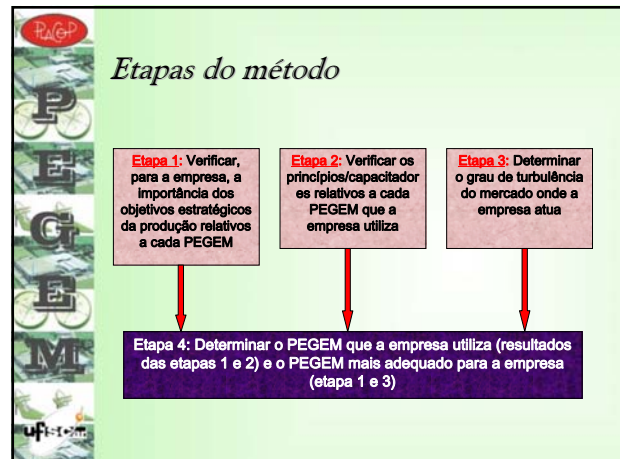 PLACOP
Etapas do método
P
E
G
E
M
Etapa 1: Verificar,
para a empresa, a
importância dos
objetivos estratégicos
da produção relativos
a cada PEGEM
Etapa 2: Verificar os
princípios/capacitador
es relativos a cada
PEGEM que a
empresa utiliza
Etapa 3: Determinar
o grau de turbulência
do mercado onde a
empresa atua
Etapa 4: Determinar o PEGEM que a empresa utiliza (resultados
das etapas 1 e 2) e o PEGEM mais adequado para a empresa
(etapa 1 e 3)